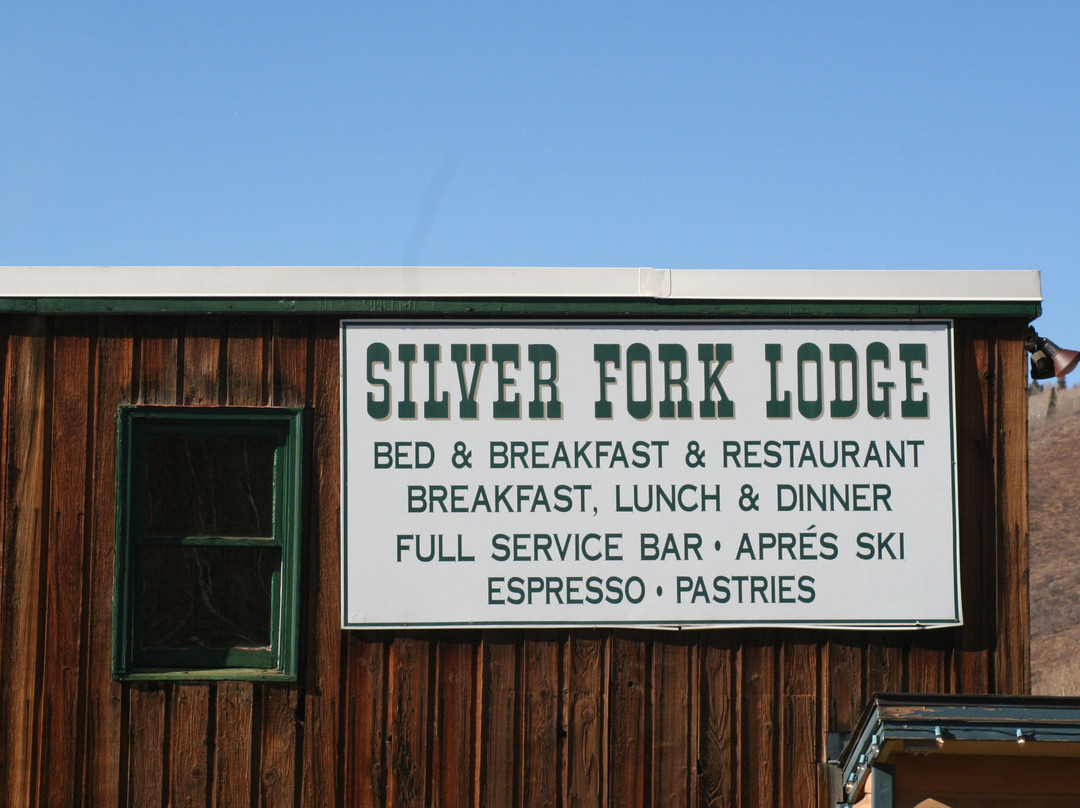 SILVER FORK LODGE
BED & BREAKFAST & RESTAURANT
BREAKFAST, LUNCH & DINNER
FULL SERVICE BAR • APRÉS SKI
ESPRESSO • PASTRIES